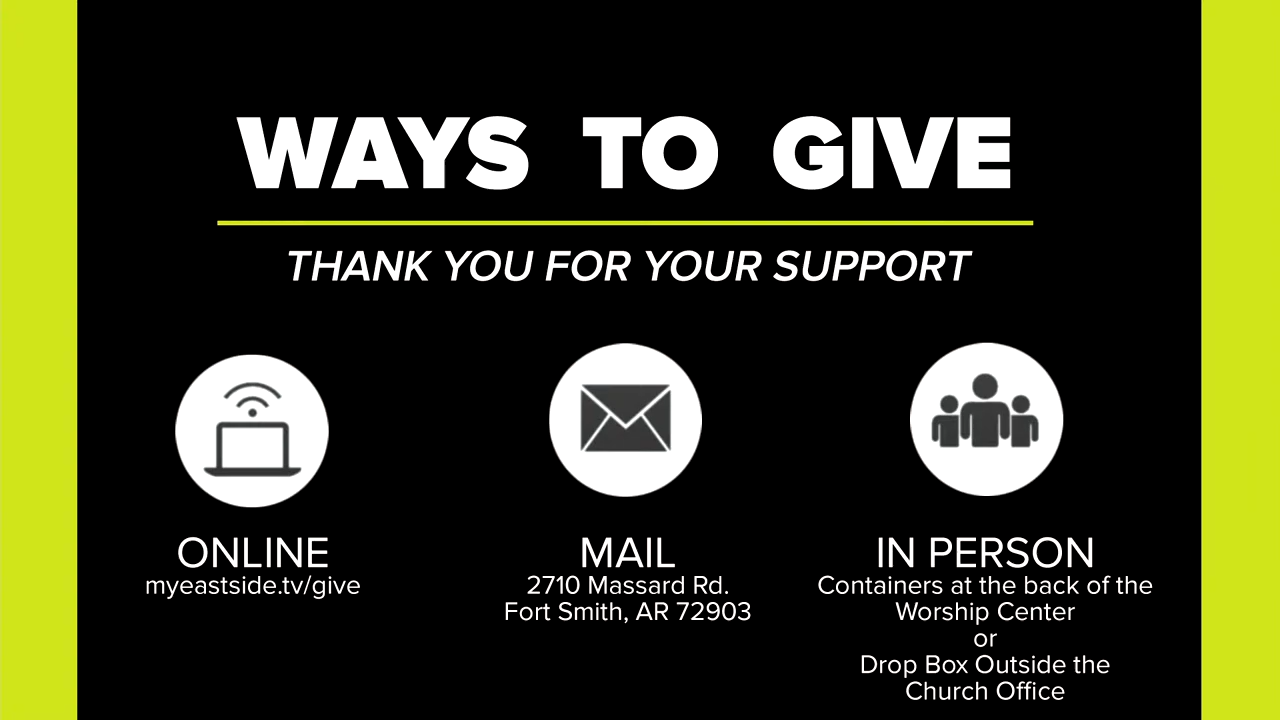 WAYS TO GIVE
THANK YOU FOR YOUR SUPPORT
ONLINE
myeastside.tv/give
MAIL
2710 Massard Rd.
Fort Smith, AR 72903
IN PERSON
Containers at the back of the
Worship Center
or
Drop Box Outside the
Church Office